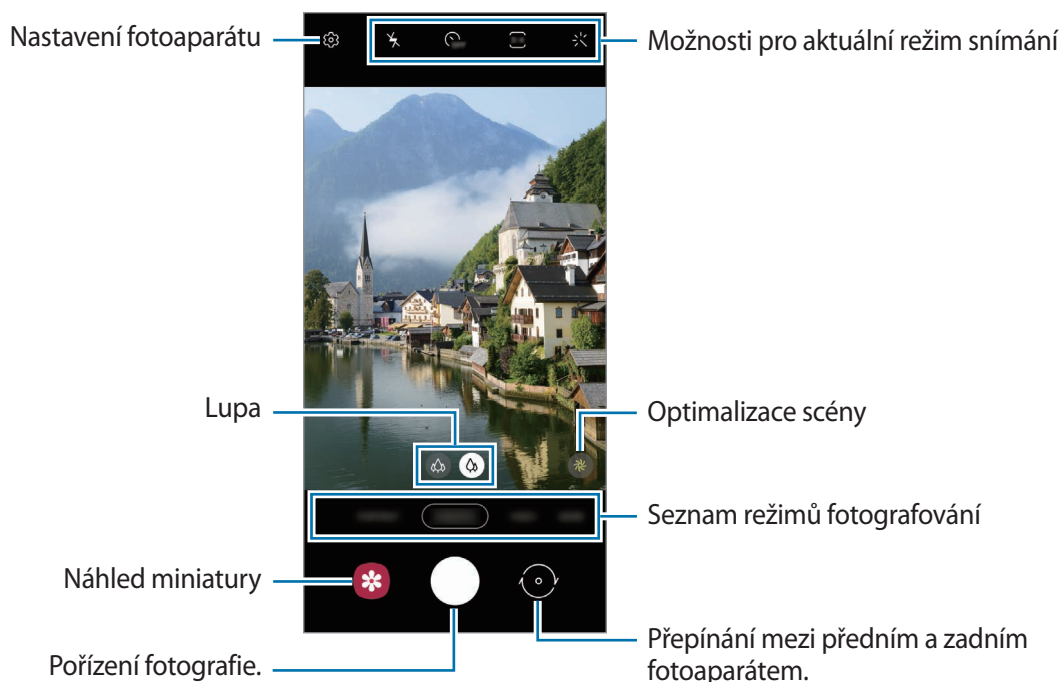 Nastavení fotoaparátu
Možnosti pro aktuální režim snímání
Lupa
Optimalizace scény
Seznam režimů fotografování
Náhled miniatury
Pořízení fotografie.
Přepínání mezi předním a zadním
fotoaparátem.